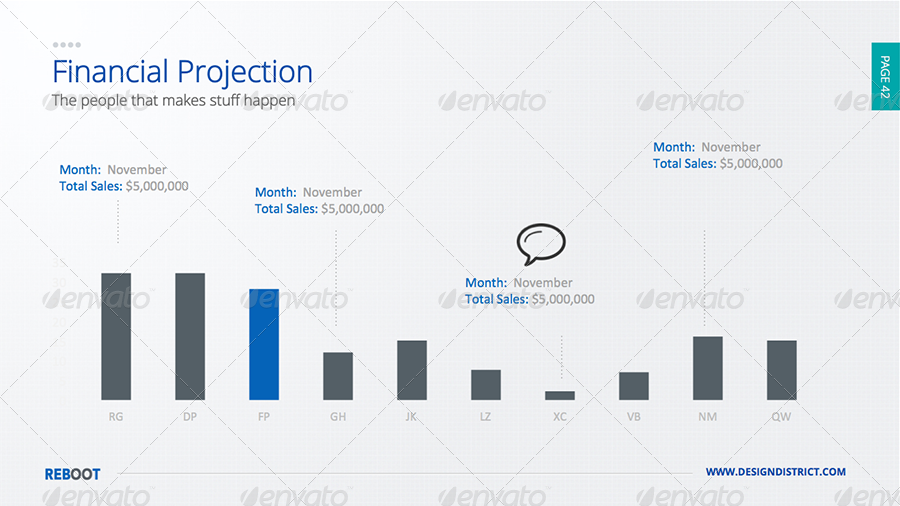 Financial Projection
The people that makes stuff happen
PAGE 42
Month: November
Total Sales: $5,000,000
Month: November
Total Sales: $5,000,000
Month: November
Total Sales: $5,000,000
Month: November
Total Sales: $5,000,000
RG DP FP GH JK LZ XC VB NM QW
REBOOT
WWW.DESIGNDISTRICT.COM
envato